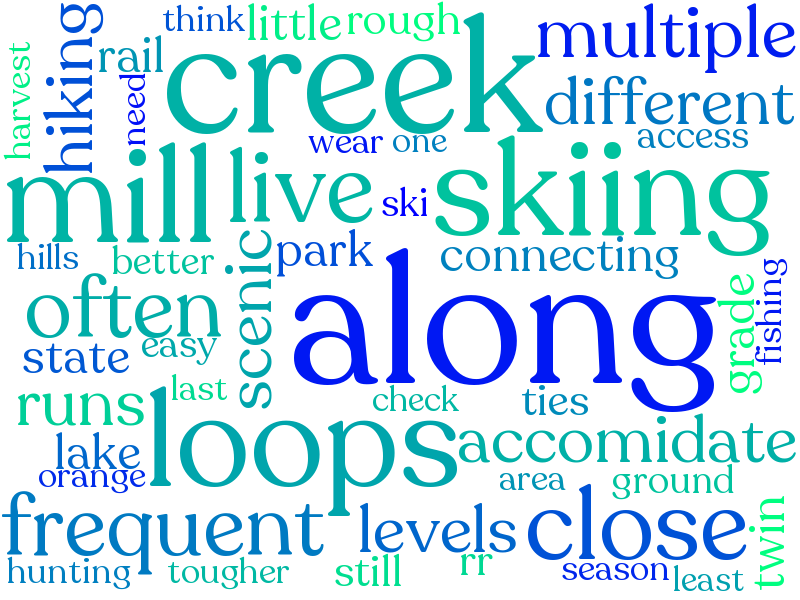 think
little
rough
multiple
harvest
hiking
rail
need
creek
different
wear
one
access
mill
live
ski
skiing
hills
better
scenic
park
connecting
often
along
grade
fishing
state
easy
last
runs
loops
check
ties
accomidate
lake
orange
area
ground
frequent
levels
close
twin
hunting
tougher
still
rr
season
least